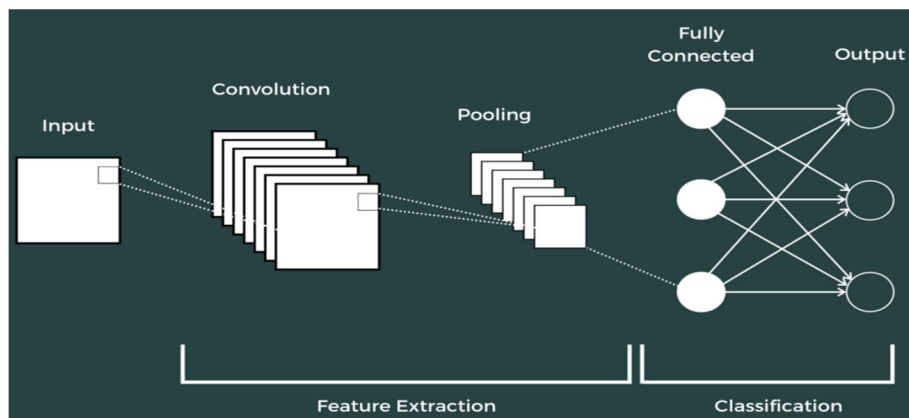 Fully
Connected
Output
Convolution
Pooling
Input
Feature Extraction
Classification